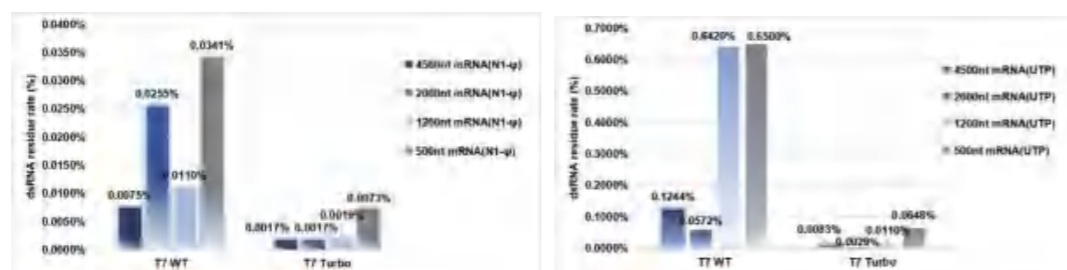 dsRNA residue rate (%)
0.0400%
0.0350%
0.0300%
0.0250%
0.0200%
0.0150%
0.0100%
0.0050%
0.0000%
0.0075%
0.0255%
0.0110%
0.0341%
0.0017%
0.0017%
0.0019%
0.0073%
T7 WT
T7 Turbo
4500nt mRNA(N1-ψ)
2000nt mRNA(N1-ψ)
1200nt mRNA(N1-ψ)
500nt mRNA(N1-ψ)
dsRNA residue rate (%)
0.7000%
0.6000%
0.5000%
0.4000%
0.3000%
0.2000%
0.1000%
0.0000%
0.1244%
0.0572%
0.6420%
0.6500%
0.0083%
0.0029%
0.0110%
0.0648%
T7 WT
T7 Turbo
4500nt mRNA(UTP)
2000nt mRNA(UTP)
1200nt mRNA(UTP)
500nt mRNA(UTP)